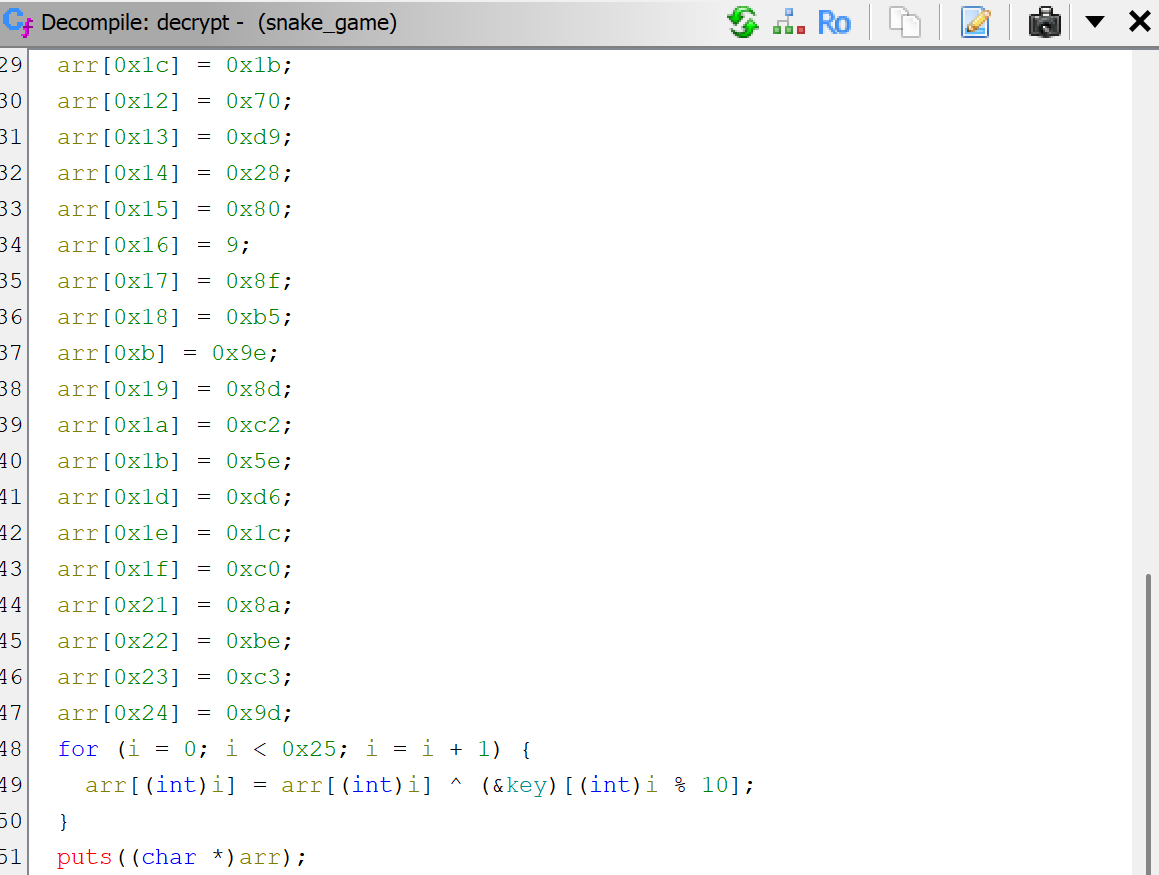 Decompile: decrypt - (snake_game)
Ro
29 arr[0x1c] = 0x1b;
30 arr[0x12] = 0x70;
31 arr[0x13] = 0xd9;
32 arr[0x14] = 0x28;
33 arr[0x15] = 0x80;
34 arr[0x16] = 9;
35 arr[0x17] = 0x8f;
36 arr[0x18] = 0xb5;
37 arr[0xb] = 0x9e;
38 arr[0x19] = 0x8d;
39 arr[0x1a] = 0xc2;
40 arr[0x1b] = 0x5e;
41 arr[0x1d] = 0xd6;
42 arr[0x1e] = 0x1c;
43 arr[0x1f] = 0xc0;
44 arr[0x21] = 0x8a;
45 arr[0x22] = 0xbe;
46 arr[0x23] = 0xc3;
47 arr[0x24] = 0x9d;
48 for (i = 0; i < 0x25; i = i + 1) {
49 arr[(int)i] = arr[(int)i] ^ (&key)[(int)i % 10];
50 }
51 puts((char *)arr);